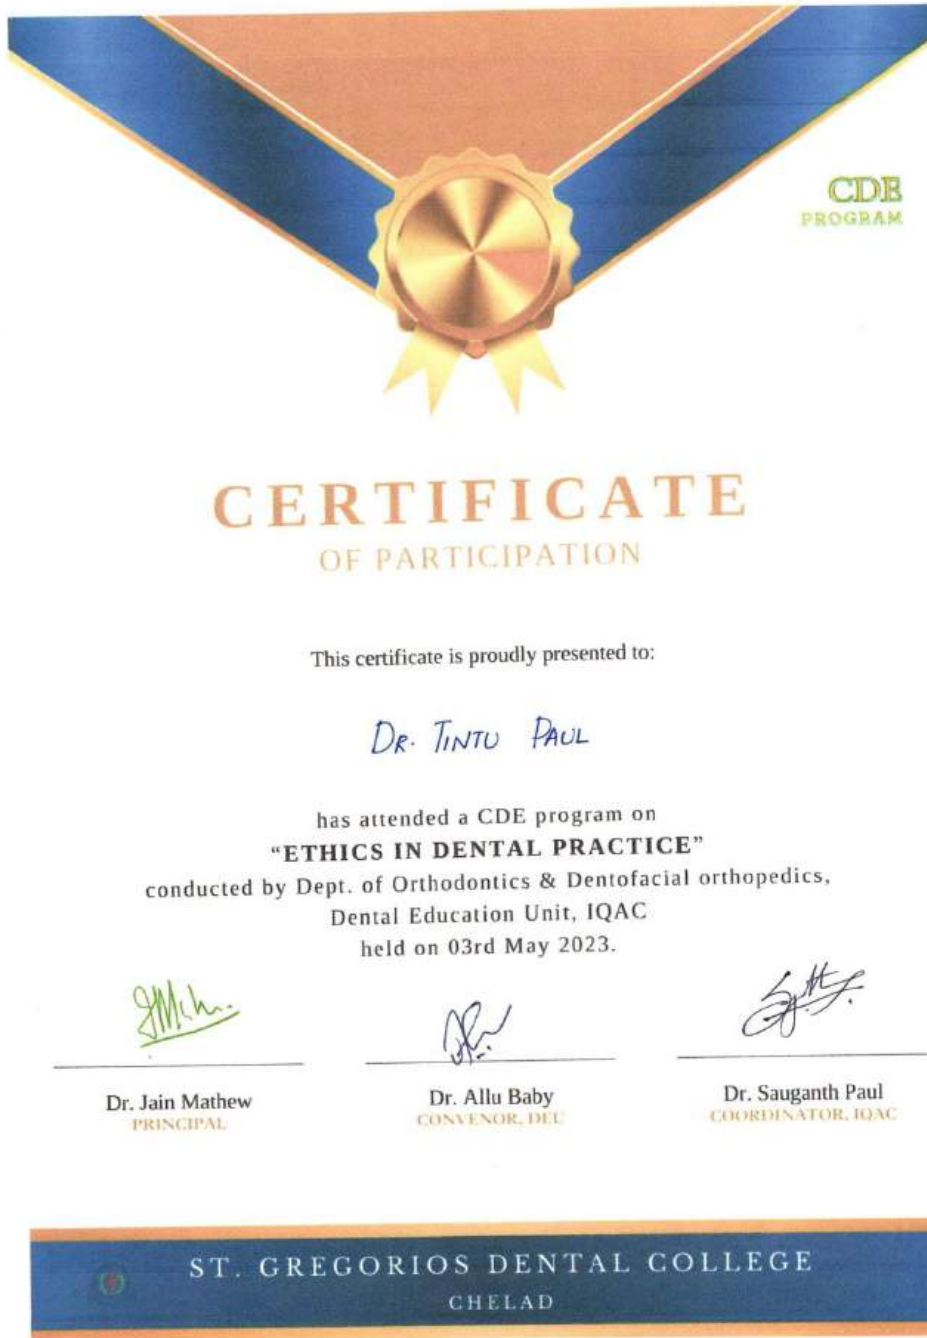 CDE
PROGRAM
CERTIFICATE
OF PARTICIPATION
This certificate is proudly presented to:
DR. TINTU PAUL
has attended a CDE program on
“ETHICS IN DENTAL PRACTICE”
conducted by Dept. of Orthodontics & Dentofacial orthopedics,
Dental Education Unit, IQAC
held on 03rd May 2023.
Dr. Jain Mathew
PRINCIPAL
Dr. Allu Baby
CONVENOR, DEU
Dr. Sauganth Paul
COORDINATOR, IQAC
ST. GREGORIOS DENTAL COLLEGE
CHELAD